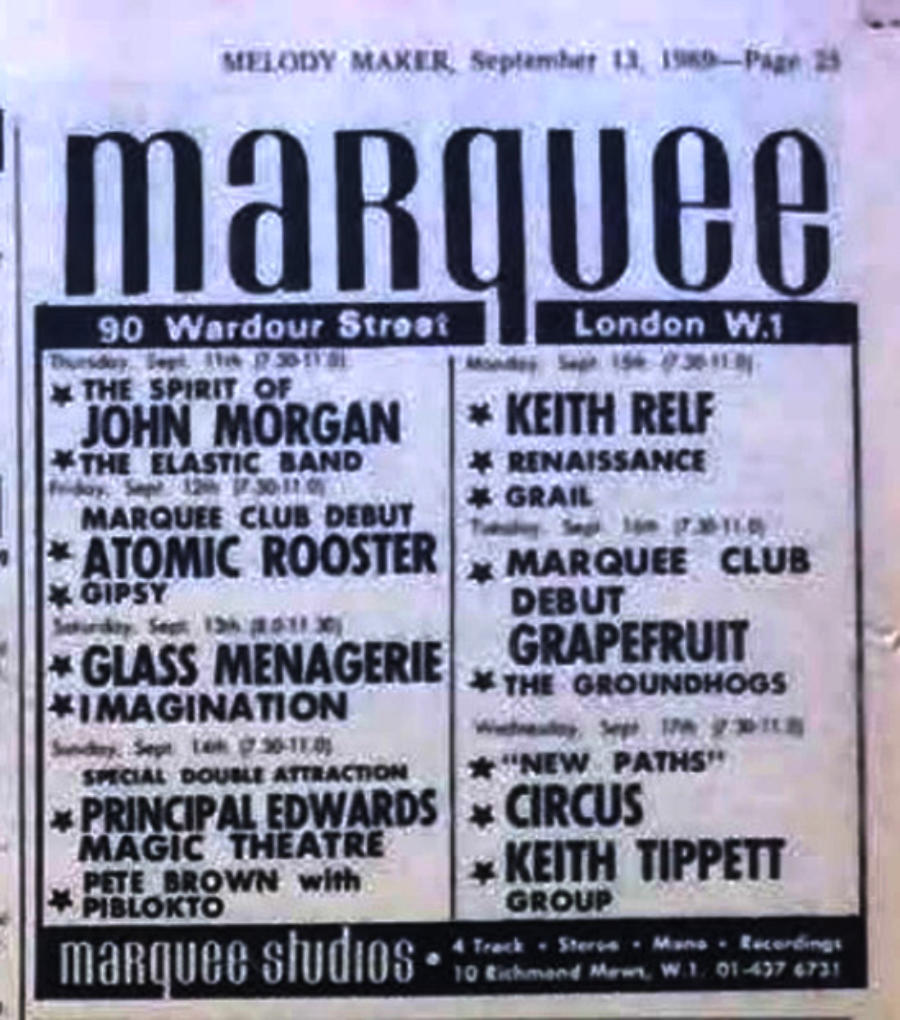 MELODY MAKER, September 13, 1969—Page 25
marquee
90 Wardour Street
London W.1
Thursday, Sept. 11th (7.30-11.0)
★ THE SPIRIT OF
JOHN MORGAN
★ THE ELASTIC BAND
Friday, Sept. 12th (7.30-11.0)
MARQUEE CLUB DEBUT
★ ATOMIC ROOSTER
★ GIPSY
Saturday, Sept. 13th (8.0-11.30)
★ GLASS MENAGERIE
★ IMAGINATION
Sunday, Sept. 14th (7.30-11.0)
SPECIAL DOUBLE ATTRACTION
★ PRINCIPAL EDWARDS
MAGIC THEATRE
★ PETE BROWN with
PIBLOKTO
Monday, Sept. 15th (7.30-11.0)
★ KEITH RELF
★ RENAISSANCE
★ GRAIL
Tuesday, Sept. 16th (7.30-11.0)
★ MARQUEE CLUB
DEBUT
GRAPEFRUIT
★ THE GROUNDHOGS
Wednesday, Sept. 17th (7.30-11.0)
★ "NEW PATHS"
★ CIRCUS
★ KEITH TIPPETT
GROUP
marquee studios • 4 Track • Stereo • Mono • Recordings
10 Richmond Mews, W.1. 01-437 6731